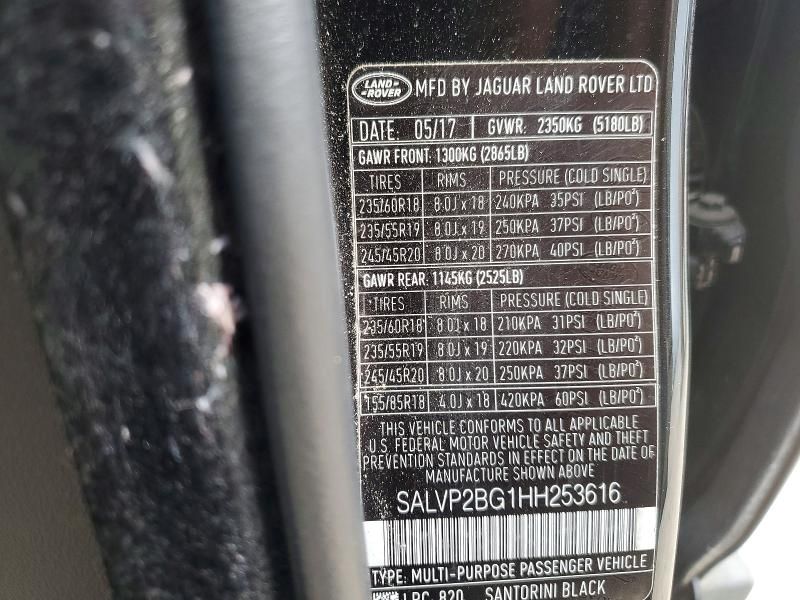 LAND ROVER MFD BY JAGUAR LAND ROVER LTD
DATE: 05/17 GVWR: 2350KG (5180LB)
GAWR FRONT: 1300KG (2865LB)
TIRES RIMS PRESSURE (COLD SINGLE)
235/60R18 8.0J x 18 240KPA 35PSI (LB/PO²)
235/55R19 8.0J x 19 250KPA 37PSI (LB/PO²)
245/45R20 8.0J x 20 270KPA 40PSI (LB/PO²)
GAWR REAR: 1145KG (2525LB)
TIRES RIMS PRESSURE (COLD SINGLE)
235/60R18 8.0J x 18 210KPA 31PSI (LB/PO²)
235/55R19 8.0J x 19 220KPA 32PSI (LB/PO²)
245/45R20 8.0J x 20 250KPA 37PSI (LB/PO²)
155/85R18 4.0J x 18 420KPA 60PSI (LB/PO²)
THIS VEHICLE CONFORMS TO ALL APPLICABLE
U.S. FEDERAL MOTOR VEHICLE SAFETY AND THEFT
PREVENTION STANDARDS IN EFFECT ON THE DATE OF
MANUFACTURE SHOWN ABOVE
SALVP2BG1HH253616
TYPE: MULTI-PURPOSE PASSENGER VEHICLE
LRC 820 SANTORINI BLACK